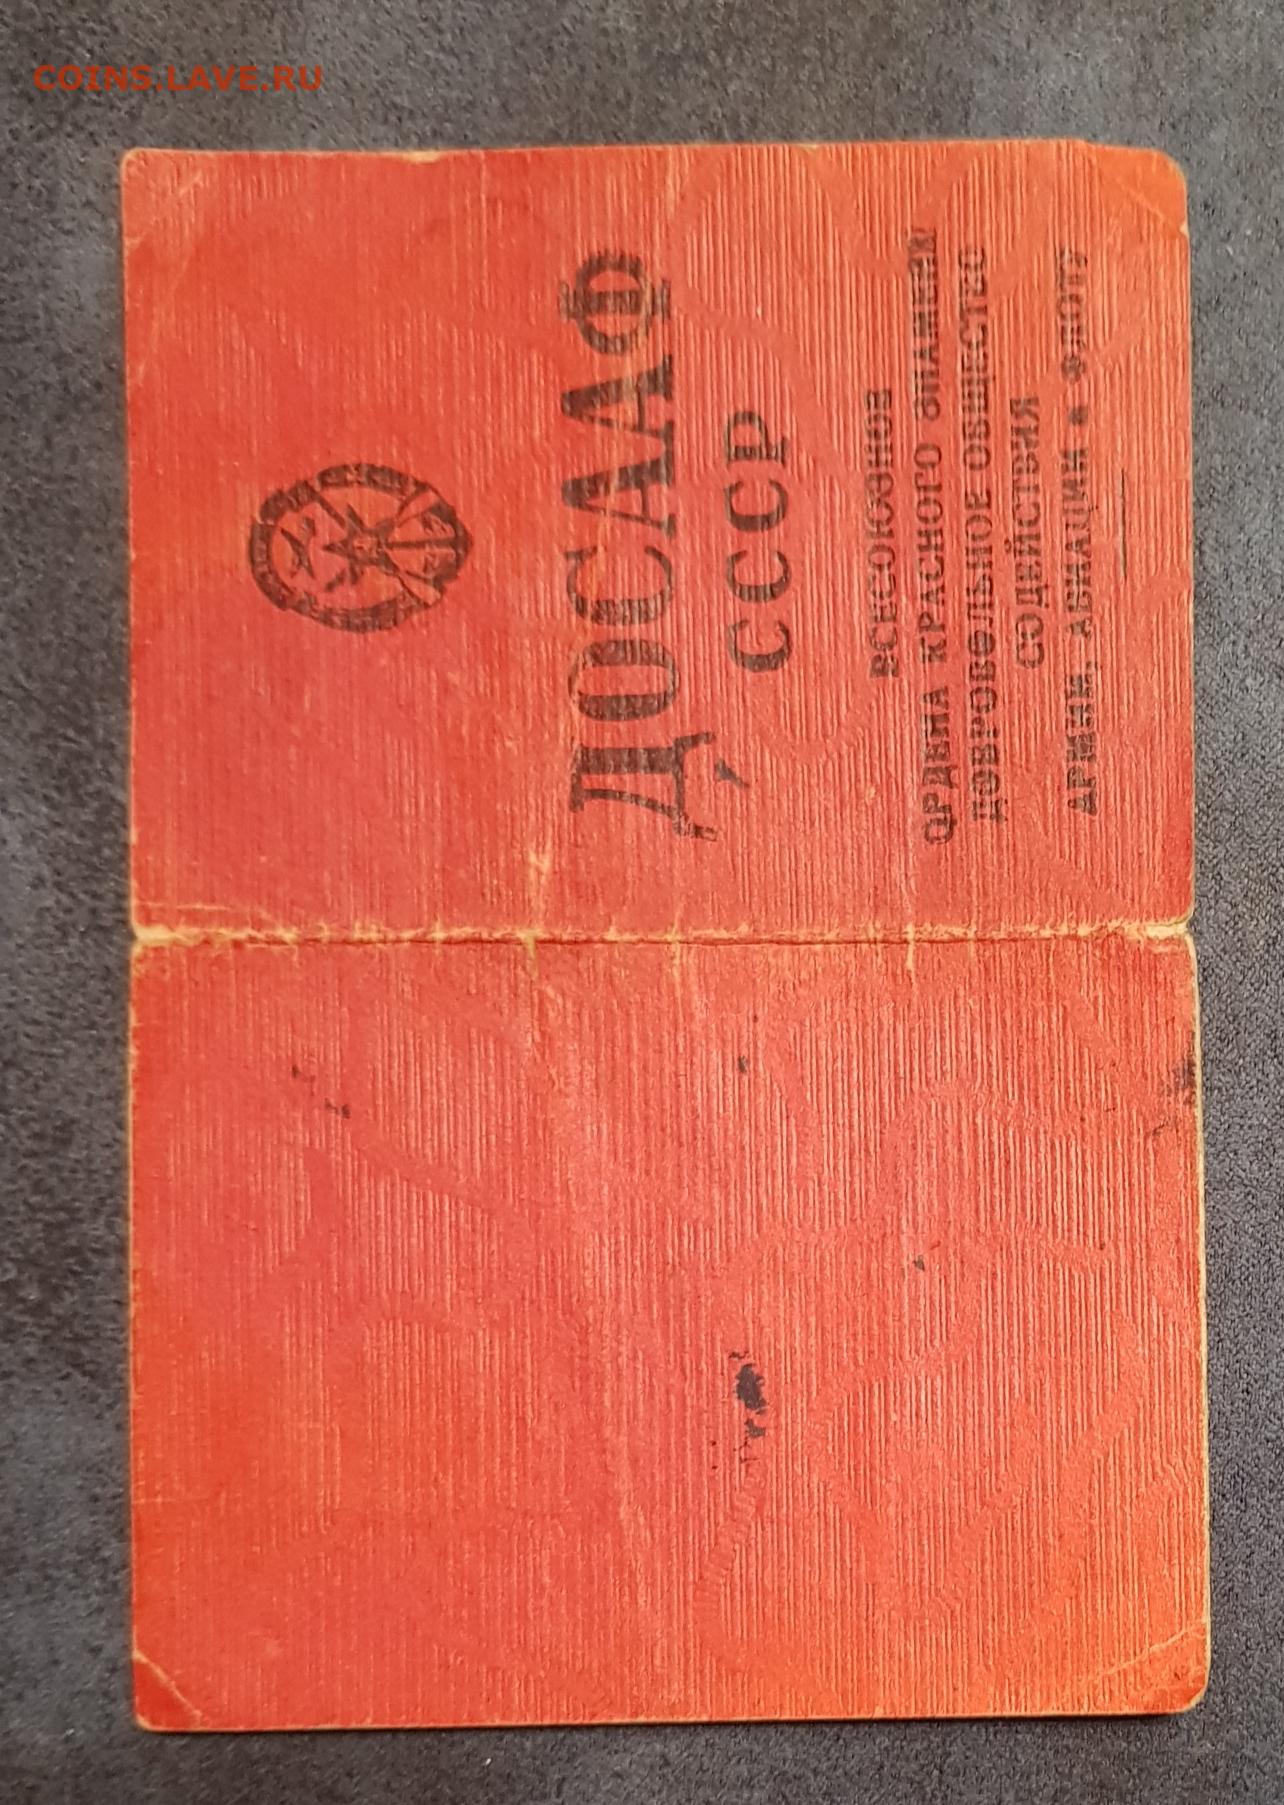 COINS.LAVE.RU
ДОСААФ
СССР
ВСЕСОЮЗНОЕ
ОРДЕНА КРАСНОГО ЗНАМЕНИ
ДОБРОВОЛЬНОЕ ОБЩЕСТВО
СОДЕЙСТВИЯ
АРМИИ, АВИАЦИИ и ФЛОТУ